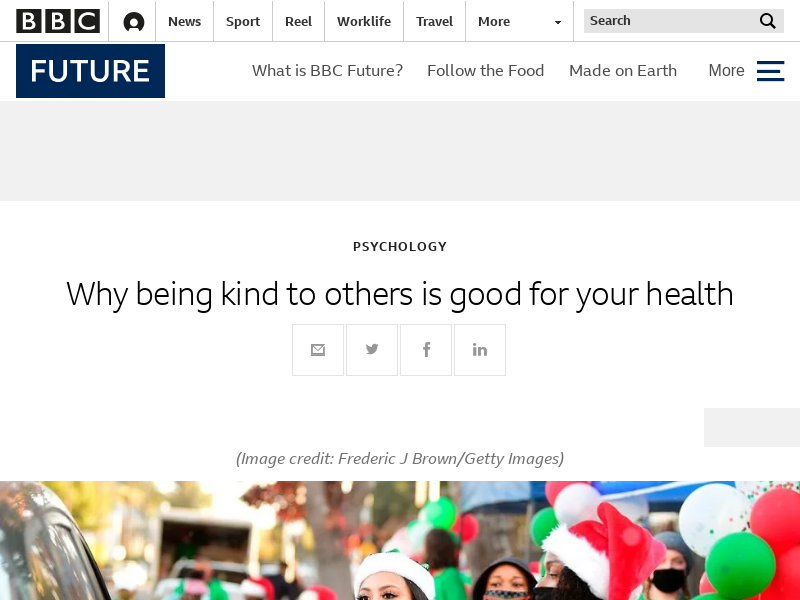 BBC
News
Sport
Reel
Worklife
Travel
More
Search
FUTURE
What is BBC Future?
Follow the Food
Made on Earth
More
PSYCHOLOGY
Why being kind to others is good for your health
(Image credit: Frederic J Brown/Getty Images)